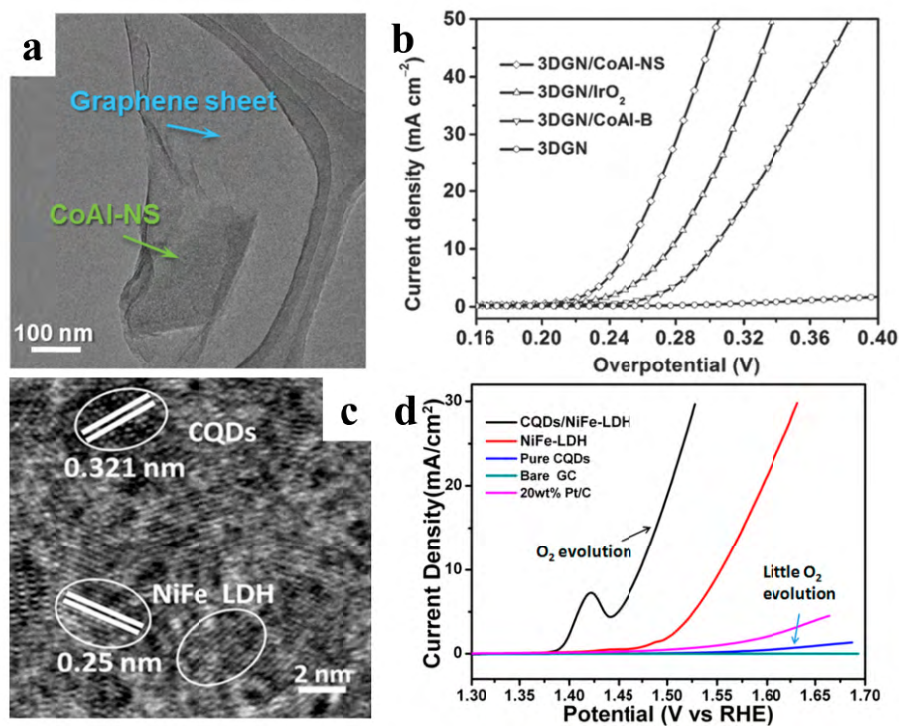 a
Graphene sheet
CoAl-NS
100 nm
b
Current density (mA cm⁻²)
50
40
30
20
10
0
3DGN/CoAl-NS
3DGN/IrO₂
3DGN/CoAl-B
3DGN
0.16 0.20 0.24 0.28 0.32 0.36 0.40
Overpotential (V)
c
CQDs
0.321 nm
NiFe LDH
0.25 nm
2 nm
d
Current Density(mA/cm²)
30
20
10
0
CQDs/NiFe-LDH
NiFe-LDH
Pure CQDs
Bare GC
20wt% Pt/C
O₂ evolution
Little O₂
evolution
1.30 1.35 1.40 1.45 1.50 1.55 1.60 1.65 1.70
Potential (V vs RHE)